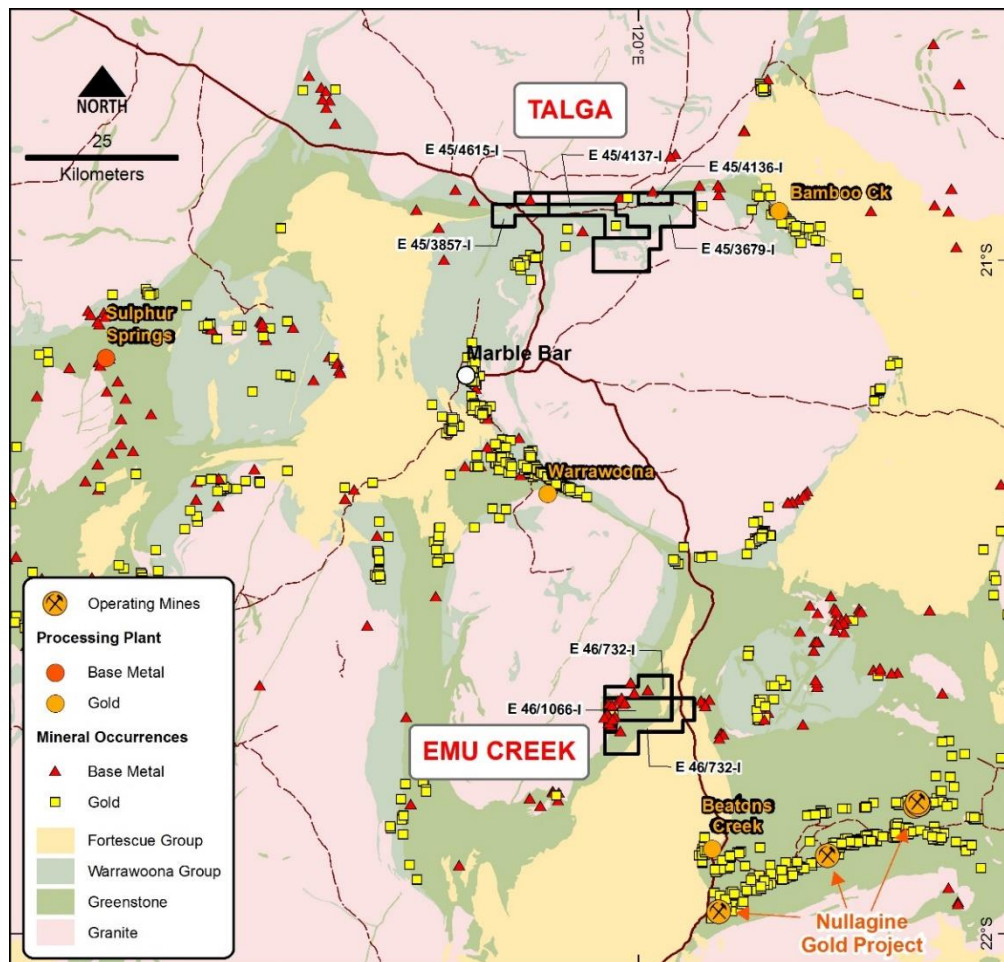 120°E
NORTH
25
Kilometers
TALGA
E 45/4615-I
E 45/4137-I
E 45/4136-I
Bamboo Ck
E 45/3857-I
E 45/3679-I
21°S
Sulphur
Springs
Marble Bar
Warrawoona
E 46/732-I
E 46/1066-I
EMU CREEK
E 46/732-I
Beatons
Creek
Nullagine
Gold Project
22°S
Operating Mines
Processing Plant
Base Metal
Gold
Mineral Occurrences
Base Metal
Gold
Fortescue Group
Warrawoona Group
Greenstone
Granite